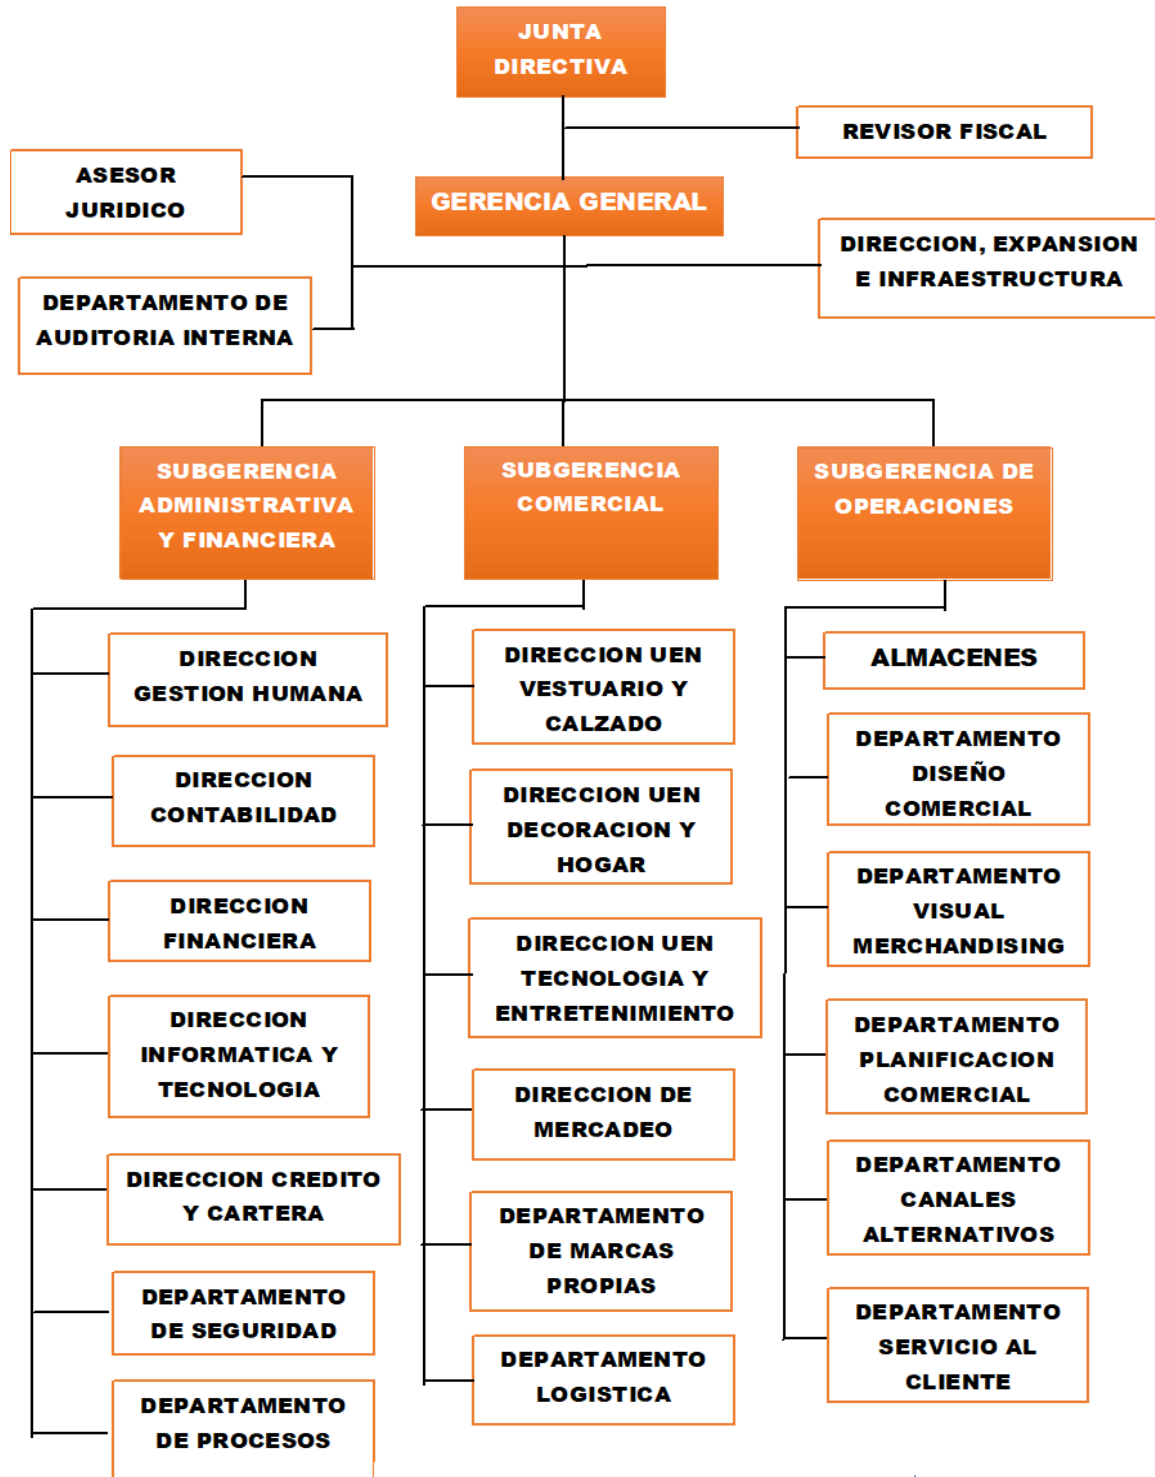 JUNTA
DIRECTIVA
REVISOR FISCAL
ASESOR
JURIDICO
GERENCIA GENERAL
DIRECCION, EXPANSION
E INFRAESTRUCTURA
DEPARTAMENTO DE
AUDITORIA INTERNA
SUBGERENCIA
ADMINISTRATIVA
Y FINANCIERA
SUBGERENCIA
COMERCIAL
SUBGERENCIA DE
OPERACIONES
DIRECCION
GESTION HUMANA
DIRECCION
CONTABILIDAD
DIRECCION
FINANCIERA
DIRECCION
INFORMATICA Y
TECNOLOGIA
DIRECCION CREDITO
Y CARTERA
DEPARTAMENTO
DE SEGURIDAD
DEPARTAMENTO
DE PROCESOS
DIRECCION UEN
VESTUARIO Y
CALZADO
DIRECCION UEN
DECORACION Y
HOGAR
DIRECCION UEN
TECNOLOGIA Y
ENTRETENIMIENTO
DIRECCION DE
MERCADEO
DEPARTAMENTO
DE MARCAS
PROPIAS
DEPARTAMENTO
LOGISTICA
ALMACENES
DEPARTAMENTO
DISEÑO
COMERCIAL
DEPARTAMENTO
VISUAL
MERCHANDISING
DEPARTAMENTO
PLANIFICACION
COMERCIAL
DEPARTAMENTO
CANALES
ALTERNATIVOS
DEPARTAMENTO
SERVICIO AL
CLIENTE